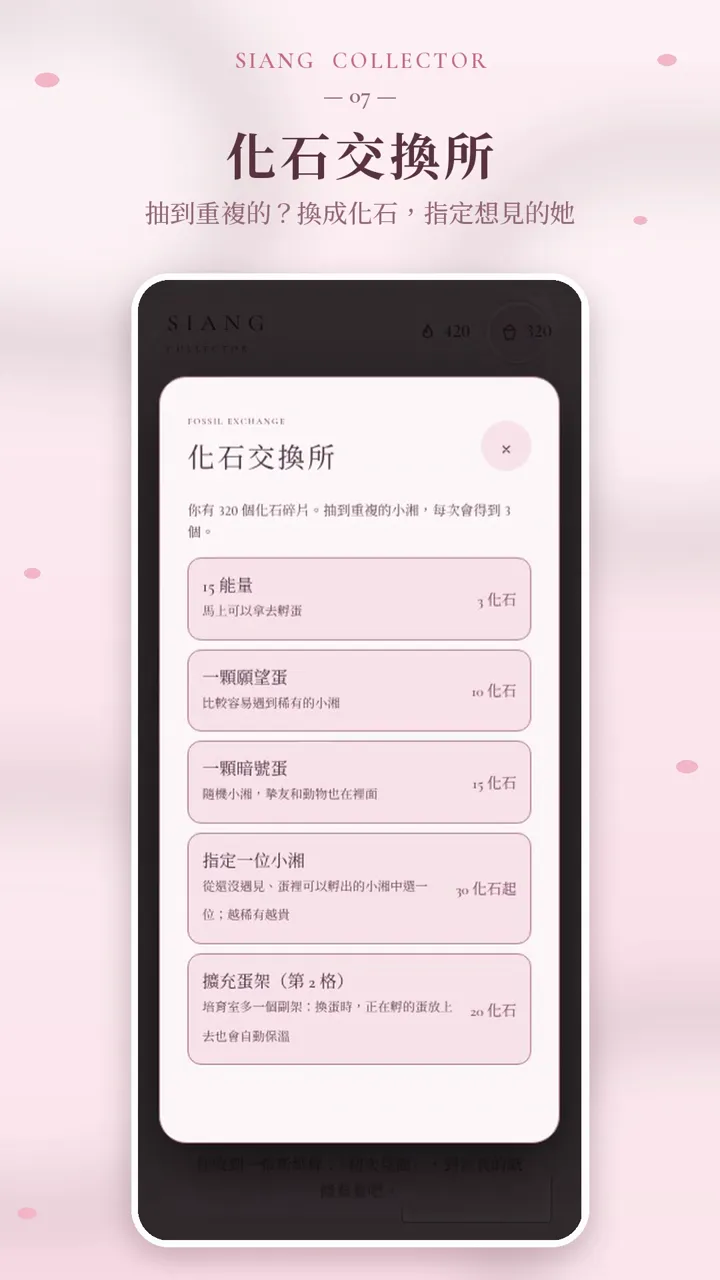 SIANG COLLECTOR
— 07 —
化石交換所
抽到重複的？換成化石，指定想見的她
SIANG
COLLECTOR
420
320
FOSSIL EXCHANGE
化石交換所
×
你有 320 個化石碎片。抽到重複的小湘，每次會得到 3
個。
15 能量
馬上可以拿去孵蛋
3 化石
一顆願望蛋
比較容易遇到稀有的小湘
10 化石
一顆暗號蛋
隨機小湘，摯友和動物也在裡面
15 化石
指定一位小湘
從還沒遇見、蛋裡可以孵出的小湘中選一
位；越稀有越貴
30 化石起
擴充蛋架（第 2 格）
培育室多一個副架：換蛋時，正在孵的蛋放上
去也會自動保溫
20 化石